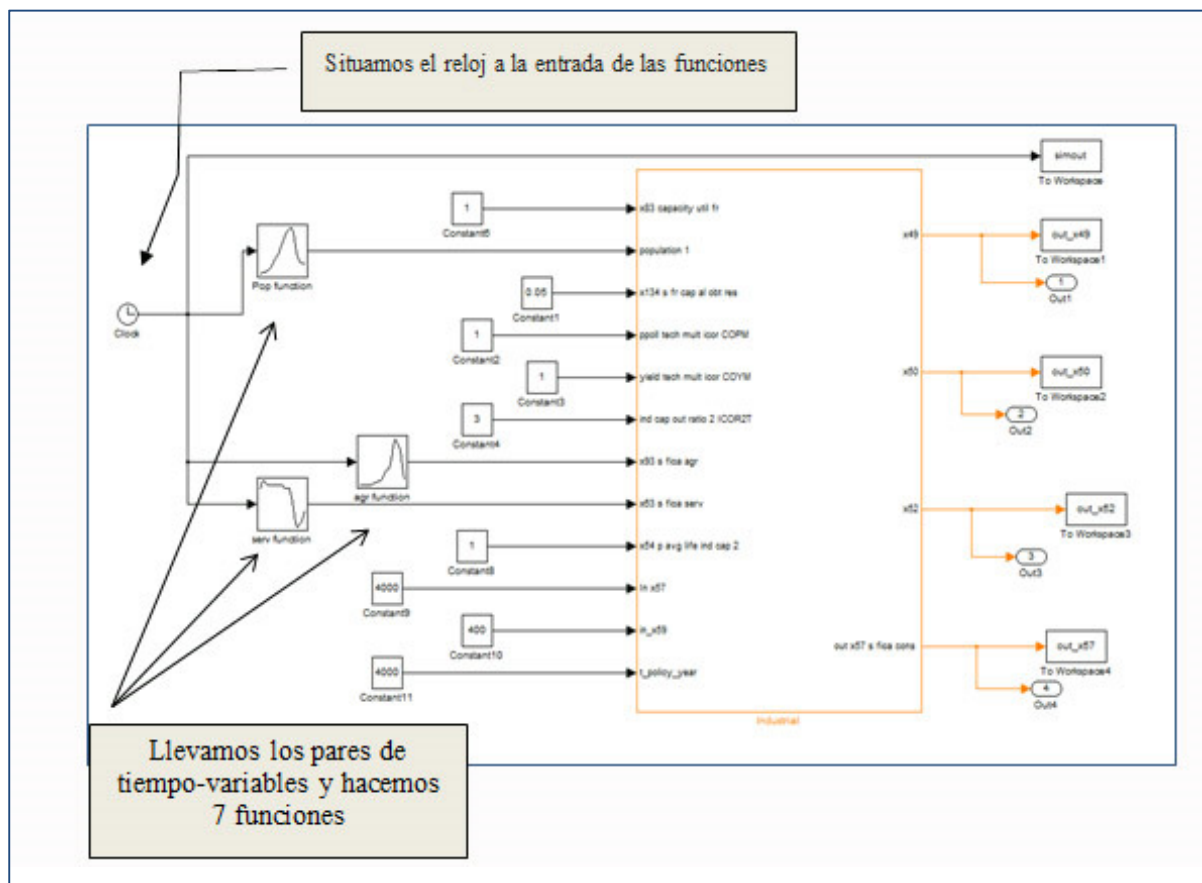 Situamos el reloj a la entrada de las funciones
simout
To Workspace
1
Constant5
x83 capacity util fr
x49
out_x49
To Workspace1
Pop function
population 1
1
Out1
Clock
0.05
Constant1
x134 s fr cap al obt res
1
Constant2
ppoll tech mult icor COPM
1
Constant3
yield tech mult icor COYM
x50
out_x50
To Workspace2
2
Out2
3
Constant4
ind cap out ratio 2 ICOR2T
agr function
x93 s fioa agr
serv function
x63 s fioa serv
x52
out_x52
To Workspace3
3
Out3
1
Constant8
x54 p avg life ind cap 2
4000
Constant9
in x57
400
Constant10
in_x59
out x57 s fioa cons
out_x57
To Workspace4
4
Out4
4000
Constant11
t_policy_year
Industrial
Llevamos los pares de
tiempo-variables y hacemos
7 funciones